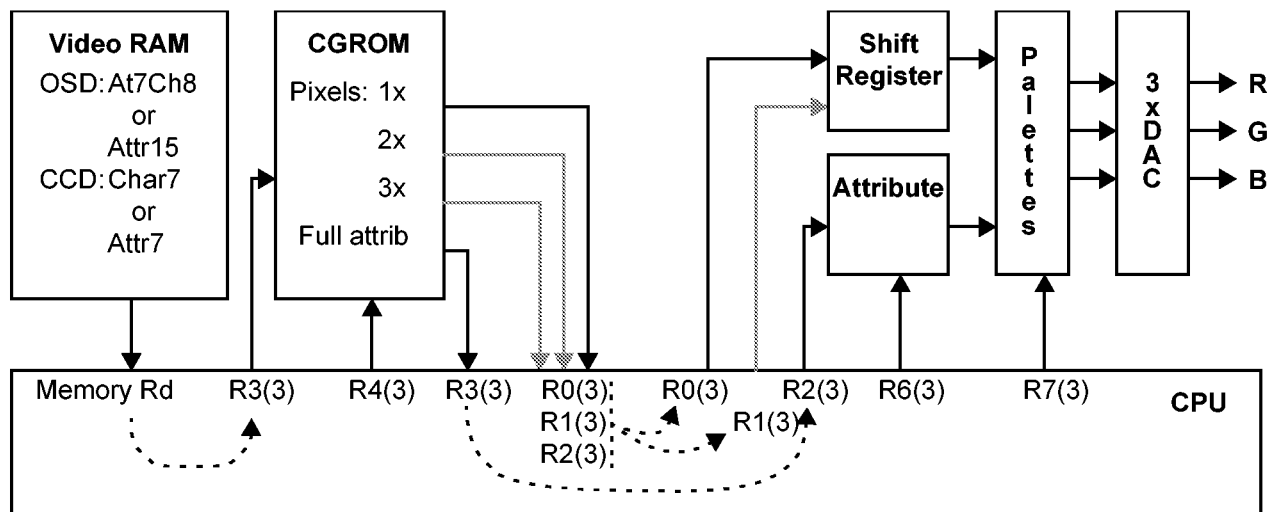 Video RAM
OSD: At7Ch8
or
Attr15
CCD: Char7
or
Attr7
CGROM
Pixels: 1x
2x
3x
Full attrib
Shift
Register
Attribute
Palettes
3xDAC
R
G
B
Memory Rd
R3(3)
R4(3)
R3(3)
R0(3)
R1(3)
R2(3)
R0(3)
R1(3)
R2(3)
R6(3)
R7(3)
CPU